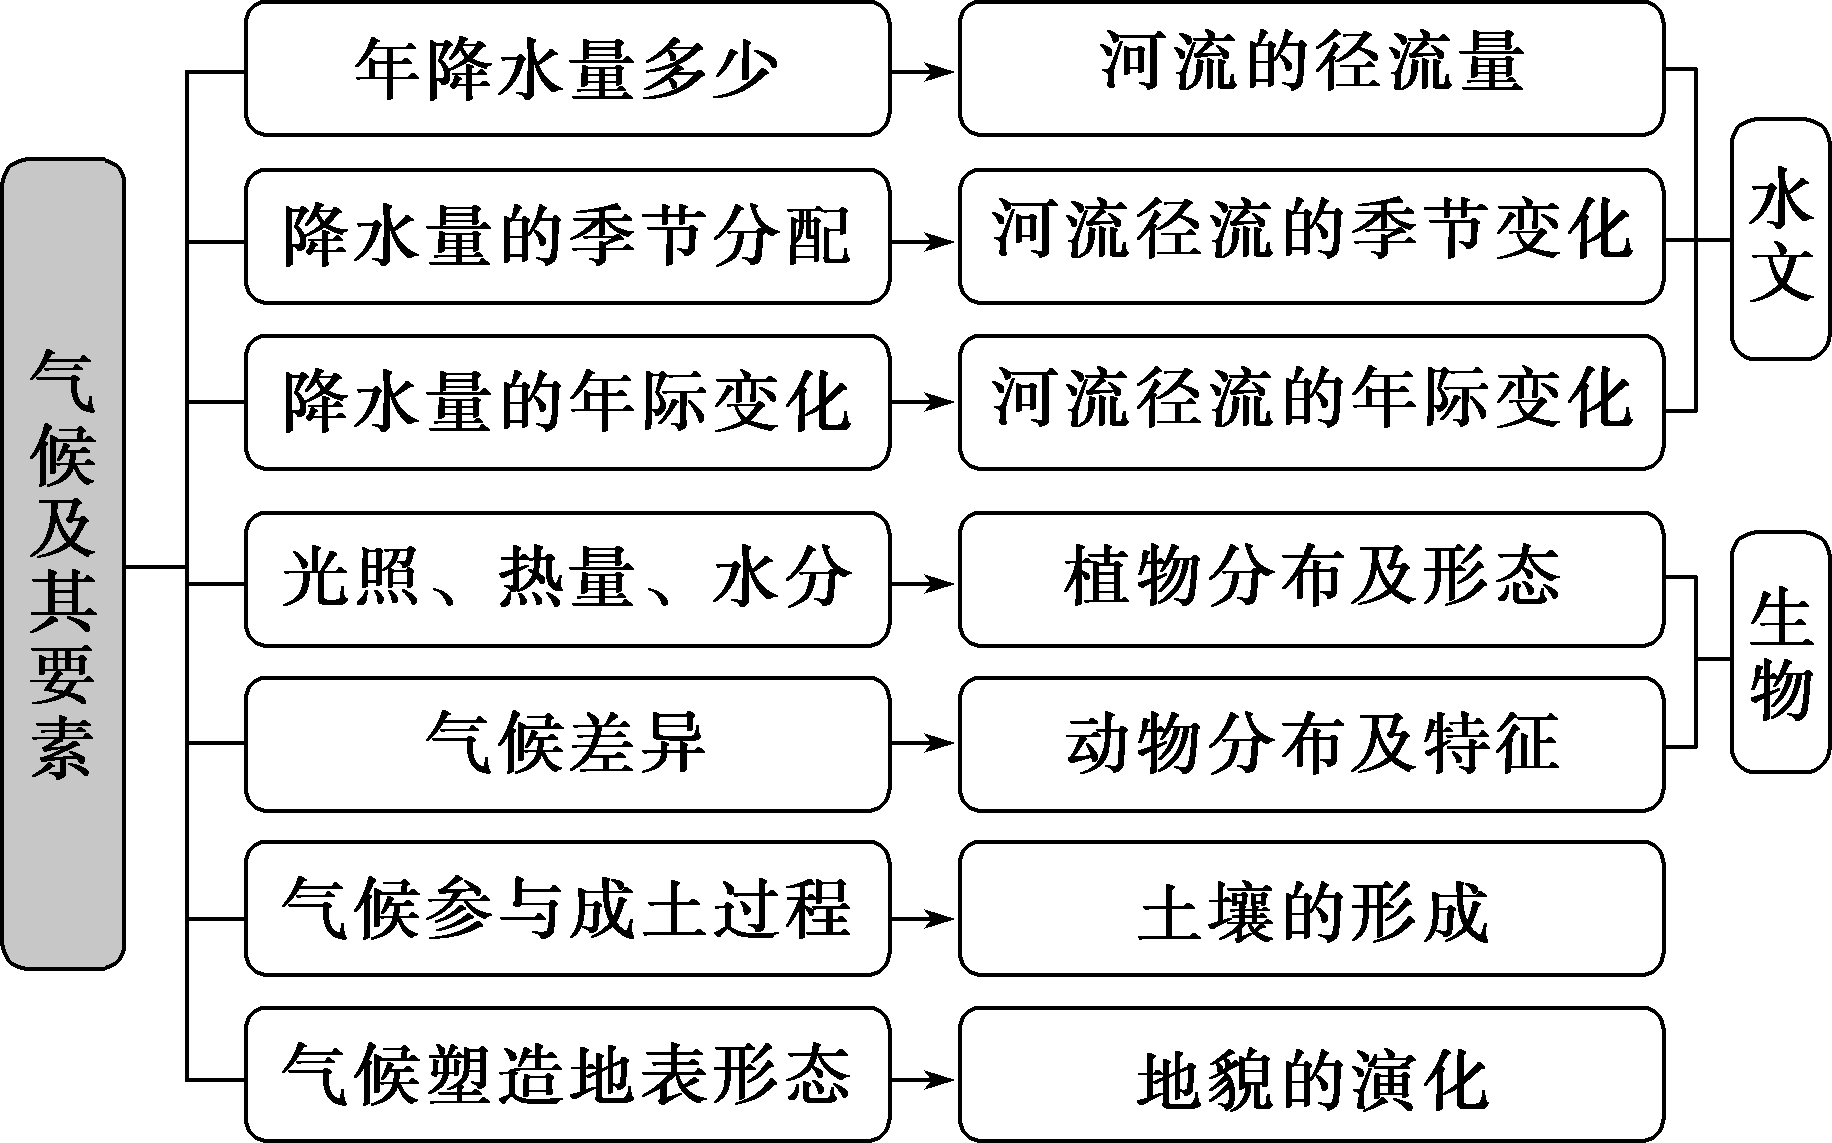 气候及其要素
年降水量多少
河流的径流量
降水量的季节分配
河流径流的季节变化
降水量的年际变化
河流径流的年际变化
水文
光照、热量、水分
植物分布及形态
气候差异
动物分布及特征
生物
气候参与成土过程
土壤的形成
气候塑造地表形态
地貌的演化